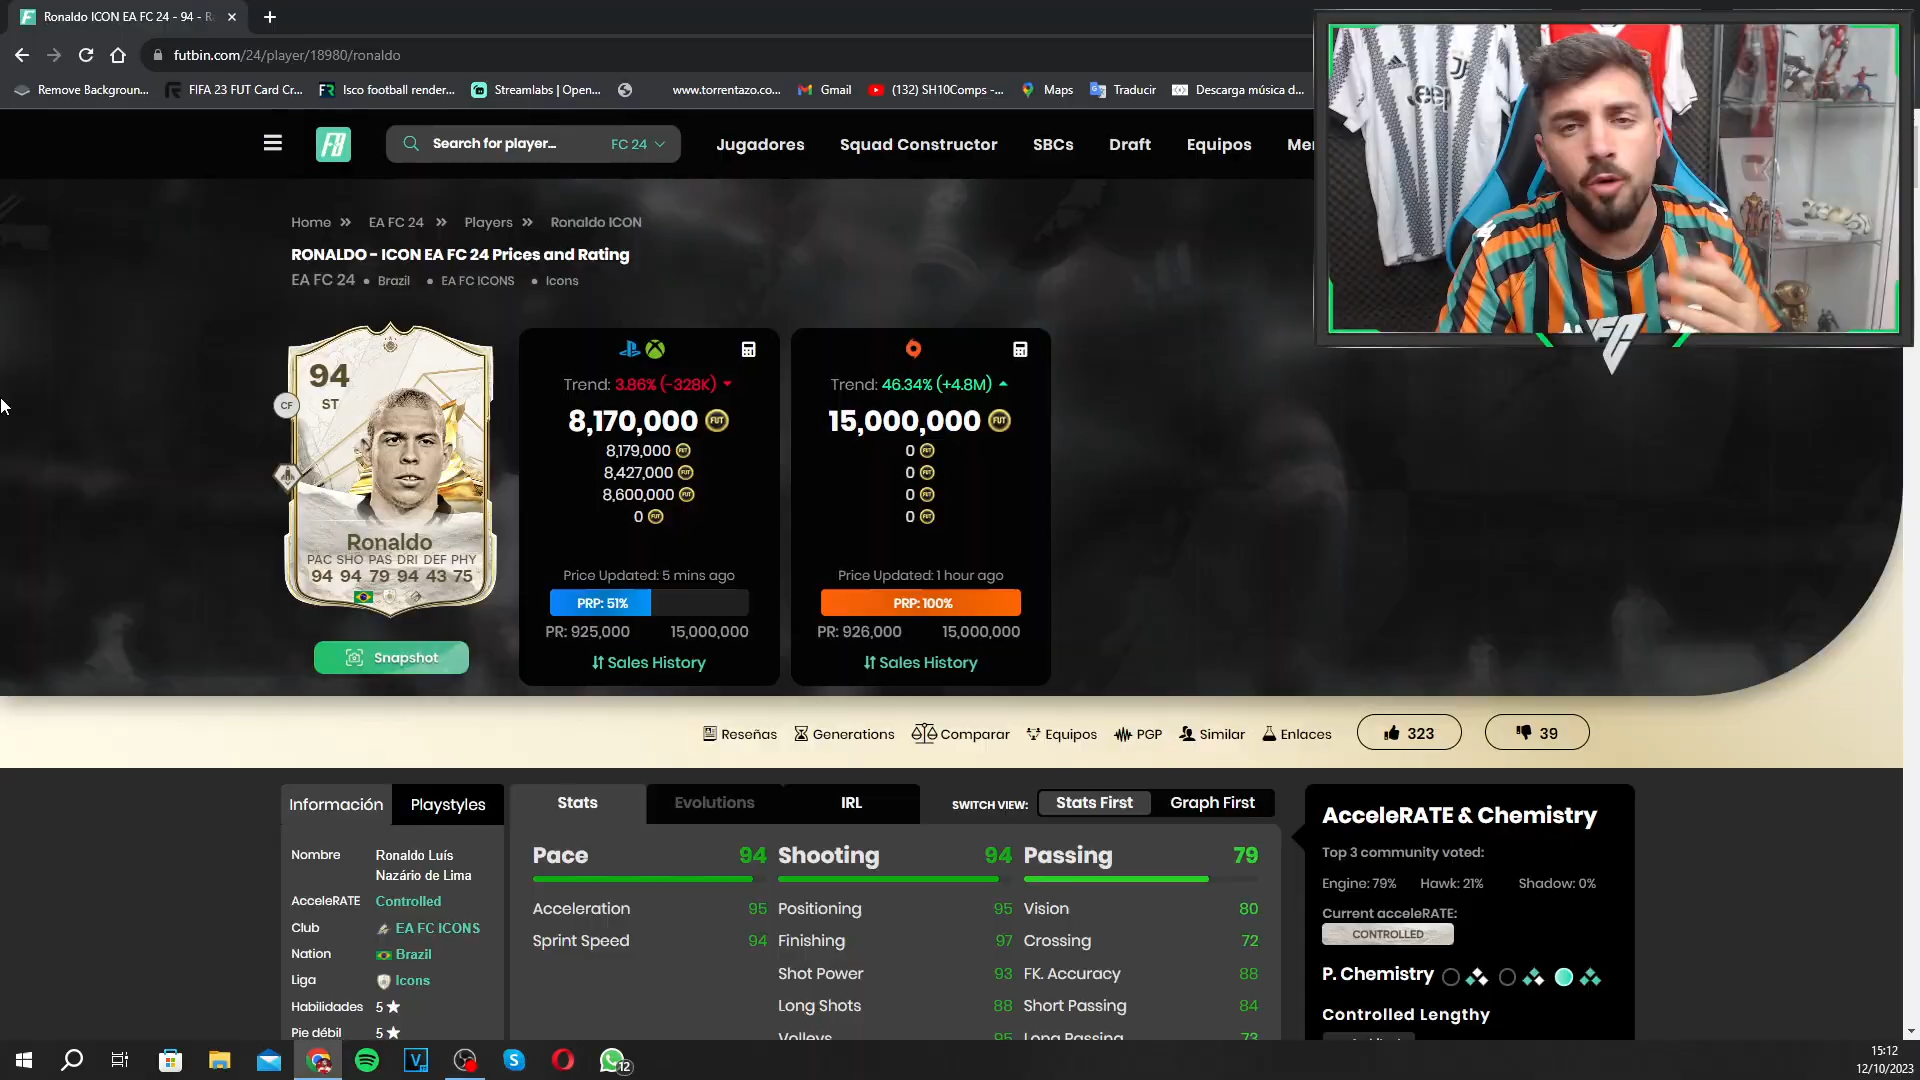 Ronaldo ICON EA FC 24 - 94 - R
futbin.com/24/player/18980/ronaldo
Remove Backgroun... FIFA 23 FUT Card Cr... FR Isco football render... Streamlabs | Open... www.torrentazo.co... Gmail (132) SH10Comps -... Maps Traducir Descarga música d...
Search for player... FC 24 Jugadores Squad Constructor SBCs Draft Equipos Me
Home » EA FC 24 » Players » Ronaldo ICON
RONALDO - ICON EA FC 24 Prices and Rating
EA FC 24 • Brazil • EA FC ICONS • Icons
94
ST
CF
Ronaldo
PAC SHO PAS DRI DEF PHY
94 94 79 94 43 75
Snapshot
Trend: 3.86% (-328K)
8,170,000
8,179,000
8,427,000
8,600,000
0
Price Updated: 5 mins ago
PRP: 51%
PR: 925,000 15,000,000
Sales History
Trend: 46.34% (+4.8M)
15,000,000
0
0
0
0
Price Updated: 1 hour ago
PRP: 100%
PR: 926,000 15,000,000
Sales History
Jeep
Reseñas Generations Comparar Equipos PGP Similar Enlaces 323 39
Información Playstyles
Nombre Ronaldo Luís
Nazário de Lima
AcceleRATE Controlled
Club EA FC ICONS
Nation Brazil
Liga Icons
Habilidades 5
Pie débil 5
Stats Evolutions IRL SWITCH VIEW: Stats First Graph First
Pace 94
Acceleration 95
Sprint Speed 94
Shooting 94
Positioning 95
Finishing 97
Shot Power 93
Long Shots 88
Volleys 95
Passing 79
Vision 80
Crossing 72
FK. Accuracy 88
Short Passing 84
Long Passing 73
AcceleRATE & Chemistry
Top 3 community voted:
Engine: 79% Hawk: 21% Shadow: 0%
Current acceleRATE:
CONTROLLED
P. Chemistry
Controlled Lengthy
12
15:12
12/10/2023